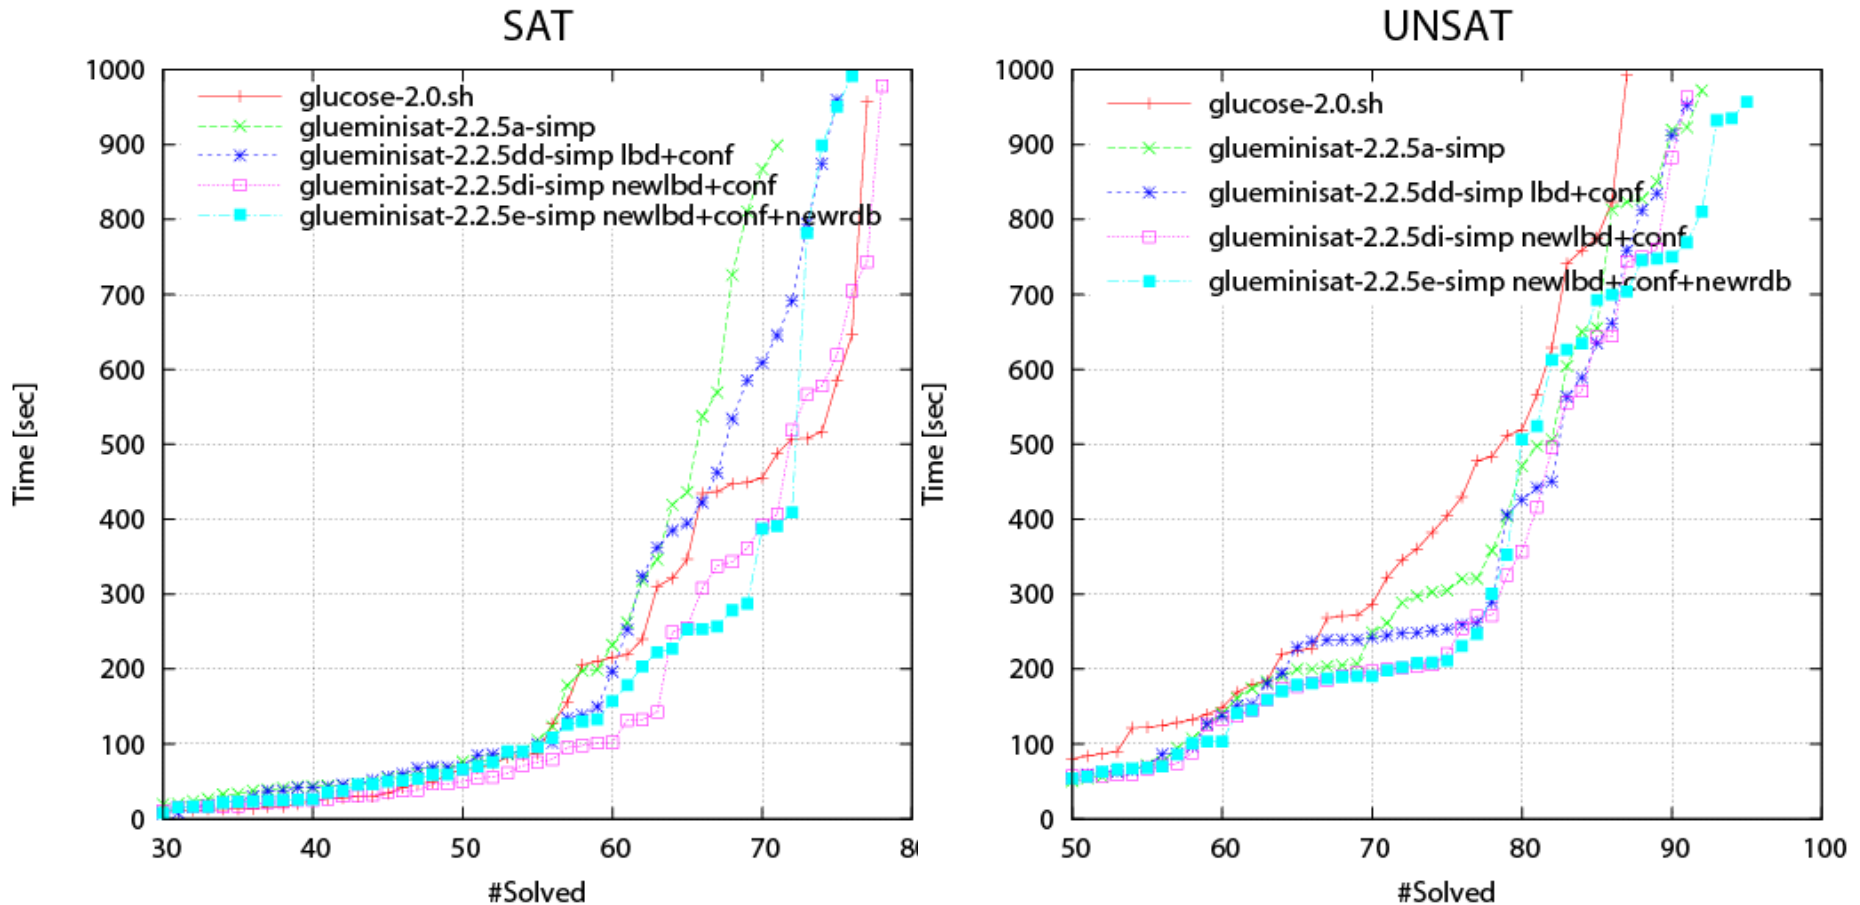 SAT
1000
900
800
700
600
500
400
300
200
100
0
Time [sec]
glucose-2.0.sh
glueminisat-2.2.5a-simp
glueminisat-2.2.5dd-simp lbd+conf
glueminisat-2.2.5di-simp newlbd+conf
glueminisat-2.2.5e-simp newlbd+conf+newrdb
30 40 50 60 70 80
#Solved
UNSAT
1000
900
800
700
600
500
400
300
200
100
0
Time [sec]
glucose-2.0.sh
glueminisat-2.2.5a-simp
glueminisat-2.2.5dd-simp lbd+conf
glueminisat-2.2.5di-simp newlbd+conf
glueminisat-2.2.5e-simp newlbd+conf+newrdb
50 60 70 80 90 100
#Solved